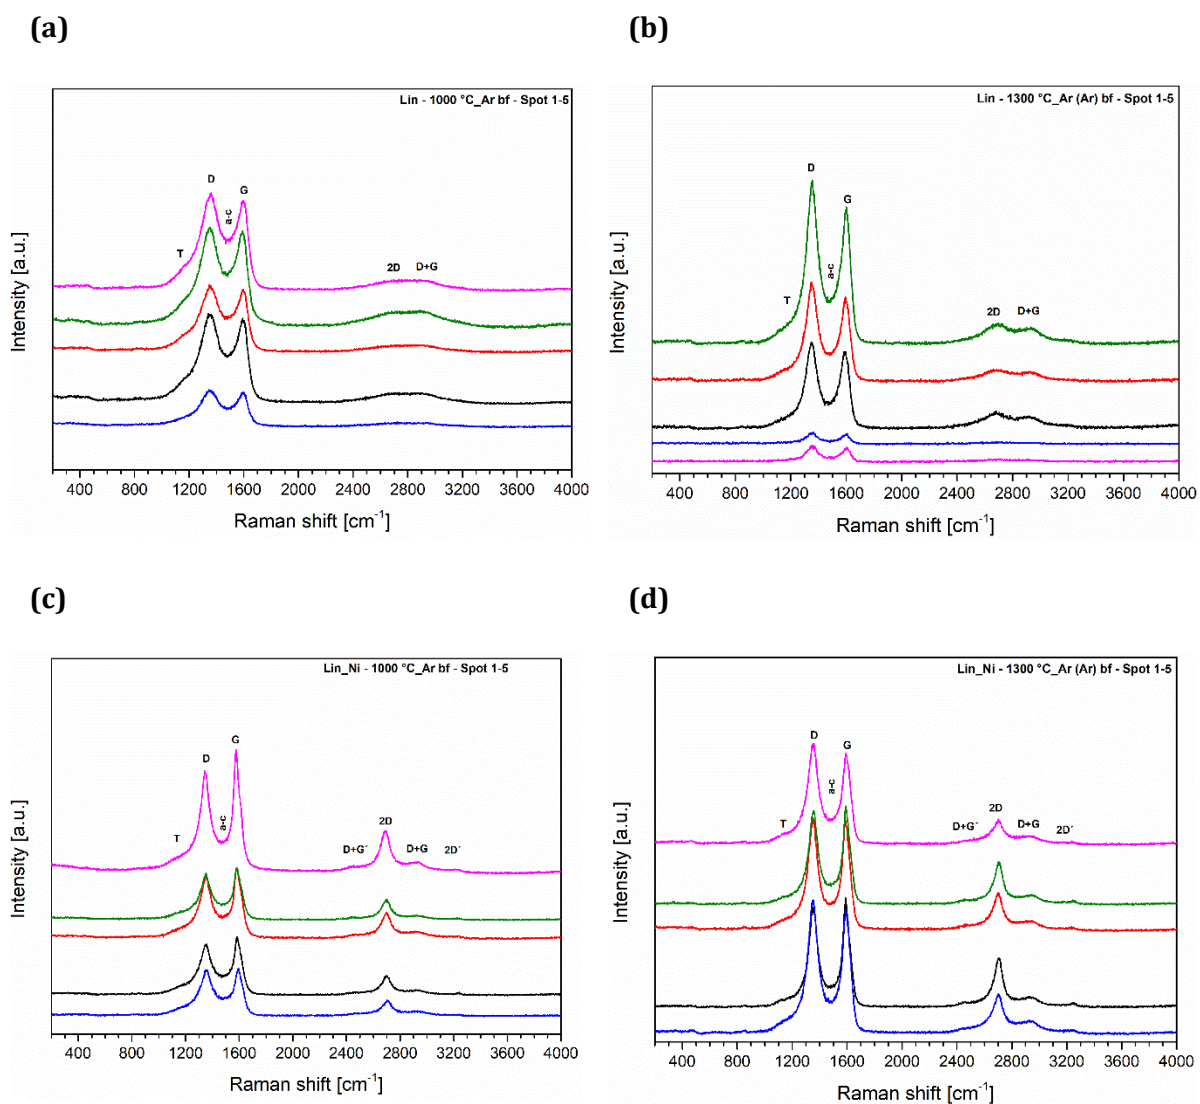 (a)
(b)
Lin - 1000 °C_Ar bf - Spot 1-5
D
G
a-c
T
2D
D+G
Intensity [a.u.]
400 800 1200 1600 2000 2400 2800 3200 3600 4000
Raman shift [cm⁻¹]
Lin - 1300 °C_Ar (Ar) bf - Spot 1-5
D
G
a-c
T
2D
D+G
Intensity [a.u.]
400 800 1200 1600 2000 2400 2800 3200 3600 4000
Raman shift [cm⁻¹]
(c)
(d)
Lin_Ni - 1000 °C_Ar bf - Spot 1-5
G
D
a-c
T
2D
D+G´
D+G
2D´
Intensity [a.u.]
400 800 1200 1600 2000 2400 2800 3200 3600 4000
Raman shift [cm⁻¹]
Lin_Ni - 1300 °C_Ar (Ar) bf - Spot 1-5
D
G
a-c
T
2D
D+G´
D+G
2D´
Intensity [a.u.]
400 800 1200 1600 2000 2400 2800 3200 3600 4000
Raman shift [cm⁻¹]